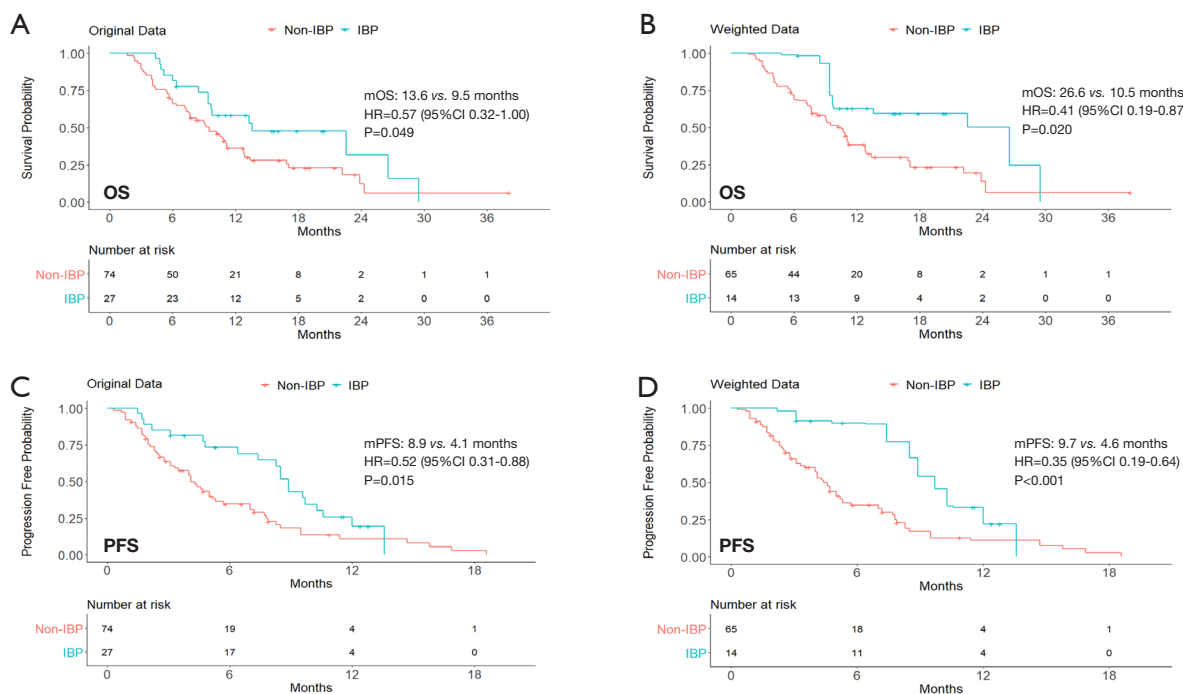 A
Original Data
Non-IBP IBP
1.00
0.75
0.50
0.25
0.00
Survival Probability
mOS: 13.6 vs. 9.5 months
HR=0.57 (95%CI 0.32-1.00)
P=0.049
OS
0 6 12 18 24 30 36
Months
Number at risk
Non-IBP 74 50 21 8 2 1 1
IBP 27 23 12 5 2 0 0
0 6 12 18 24 30 36
Months
B
Weighted Data
Non-IBP IBP
1.00
0.75
0.50
0.25
0.00
Survival Probability
mOS: 26.6 vs. 10.5 months
HR=0.41 (95%CI 0.19-0.87
P=0.020
OS
0 6 12 18 24 30 36
Months
Number at risk
Non-IBP 65 44 20 8 2 1 1
IBP 14 13 9 4 2 0 0
0 6 12 18 24 30 36
Months
C
Original Data
Non-IBP IBP
1.00
0.75
0.50
0.25
0.00
Progression Free Probability
mPFS: 8.9 vs. 4.1 months
HR=0.52 (95%CI 0.31-0.88)
P=0.015
PFS
0 6 12 18
Months
Number at risk
Non-IBP 74 19 4 1
IBP 27 17 4 0
0 6 12 18
Months
D
Weighted Data
Non-IBP IBP
1.00
0.75
0.50
0.25
0.00
Progression Free Probability
mPFS: 9.7 vs. 4.6 months
HR=0.35 (95%CI 0.19-0.64)
P<0.001
PFS
0 6 12 18
Months
Number at risk
Non-IBP 65 18 4 1
IBP 14 11 4 0
0 6 12 18
Months